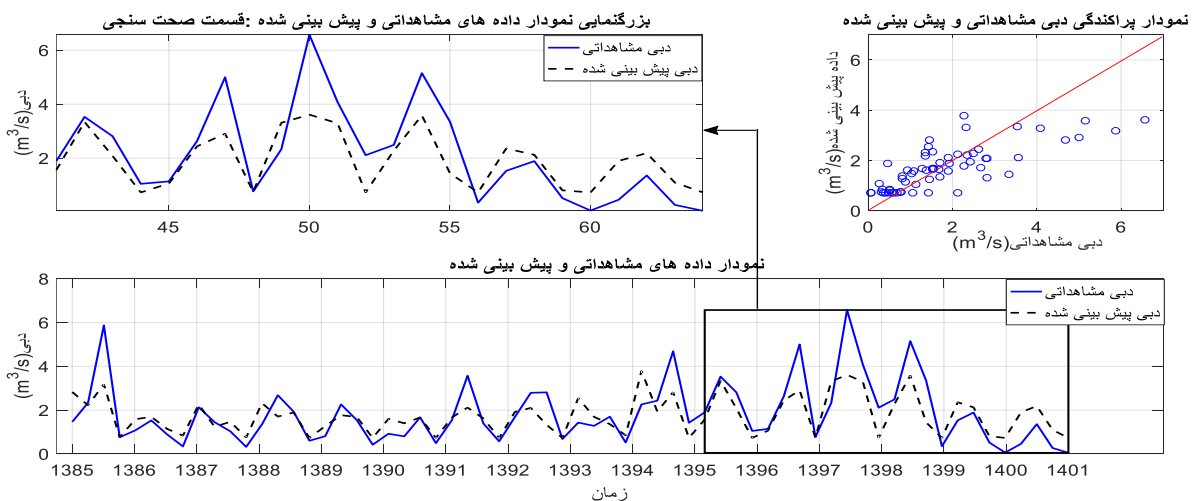 بزرگنمایی نمودار داده های مشاهداتی و پیش بینی شده :قسمت صحت سنجی
دبی(m³/s)
6
4
2
دبی مشاهداتی
دبی پیش بینی شده
45
50
55
60
نمودار پراکندگی دبی مشاهداتی و پیش بینی شده
داده پیش بینی شده(m³/s)
6
4
2
0
0
2
4
6
دبی مشاهداتی(m³/s)
نمودار داده های مشاهداتی و پیش بینی شده
دبی(m³/s)
8
6
4
2
0
دبی مشاهداتی
دبی پیش بینی شده
1385 1386 1387 1388 1389 1390 1391 1392 1393 1394 1395 1396 1397 1398 1399 1400 1401
زمان